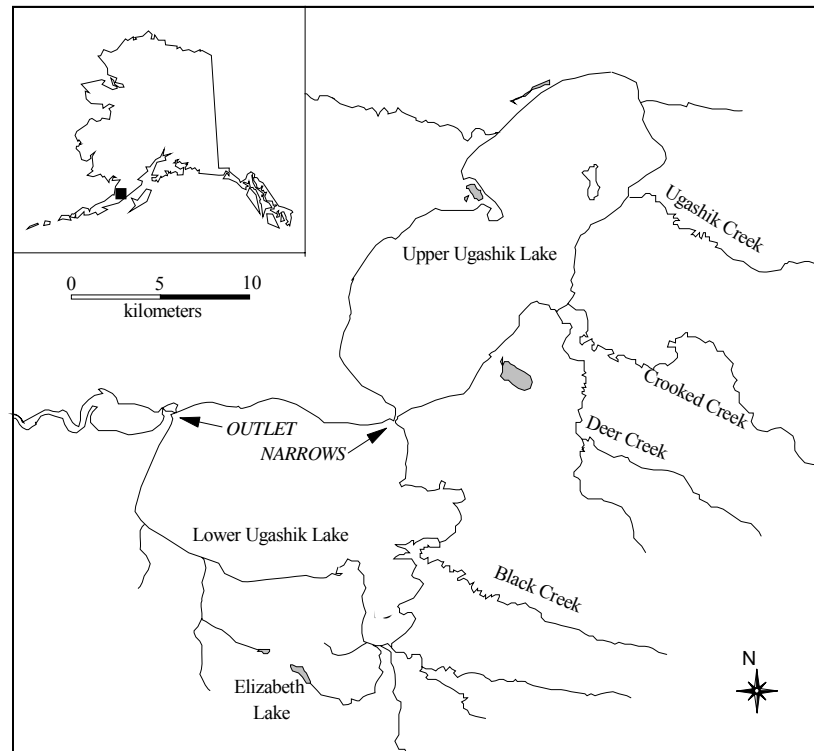 Ugashik Creek
Upper Ugashik Lake
0 5 10
kilometers
Crooked Creek
OUTLET
Deer Creek
NARROWS
Lower Ugashik Lake
Black Creek
N
Elizabeth
Lake